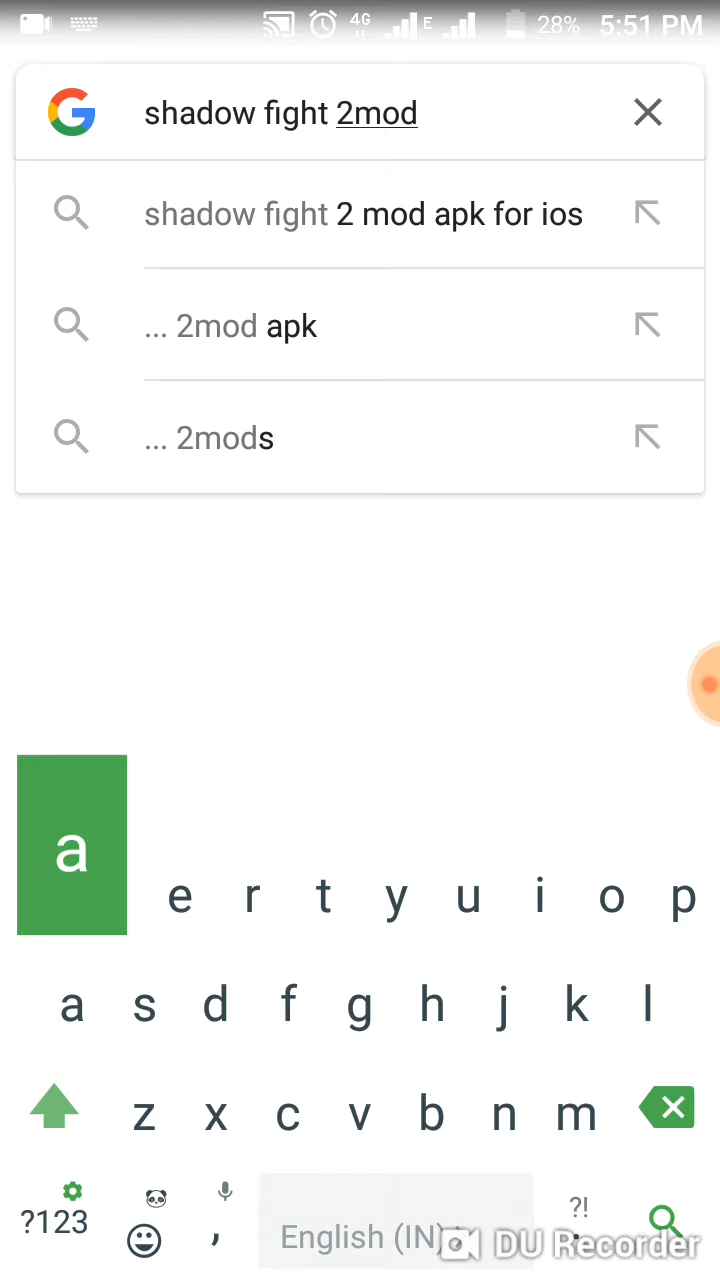 4G E 28% 5:51 PM
shadow fight 2mod
shadow fight 2 mod apk for ios
... 2mod apk
... 2mods
a
e r t y u i o p
a s d f g h j k l
z x c v b n m
?123 , English (IN) ?! .
DU Recorder